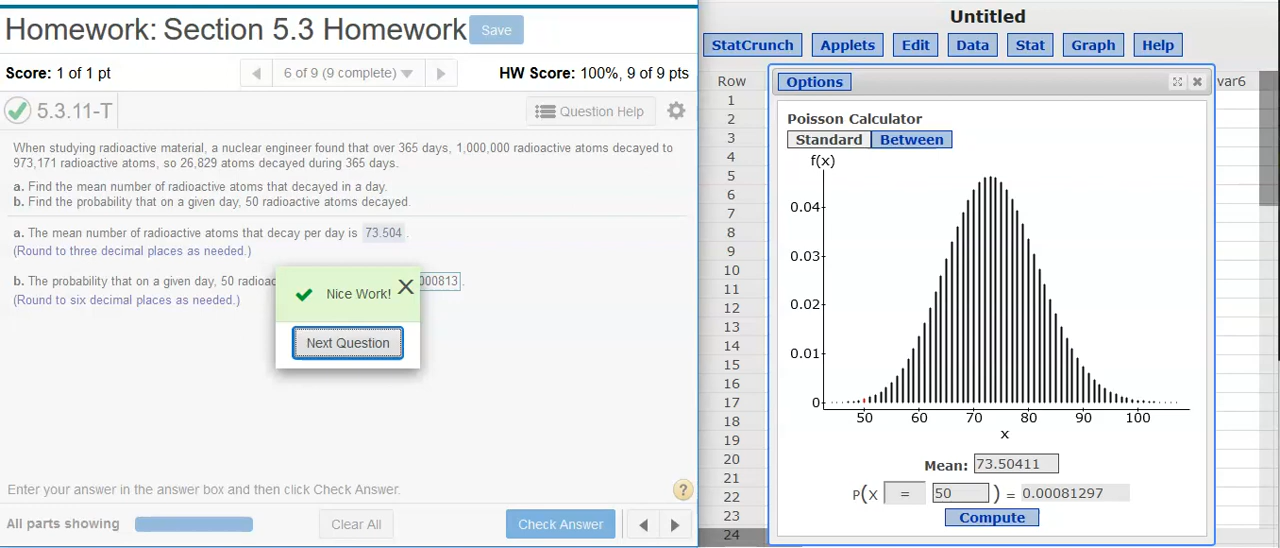 Homework: Section 5.3 Homework
Save
Score: 1 of 1 pt
6 of 9 (9 complete)
HW Score: 100%, 9 of 9 pts
5.3.11-T
Question Help
When studying radioactive material, a nuclear engineer found that over 365 days, 1,000,000 radioactive atoms decayed to
973,171 radioactive atoms, so 26,829 atoms decayed during 365 days.
a. Find the mean number of radioactive atoms that decayed in a day.
b. Find the probability that on a given day, 50 radioactive atoms decayed.
a. The mean number of radioactive atoms that decay per day is 73.504.
(Round to three decimal places as needed.)
b. The probability that on a given day, 50 radioac
000813.
(Round to six decimal places as needed.)
Nice Work!
Next Question
Enter your answer in the answer box and then click Check Answer.
?
All parts showing
Clear All
Check Answer
Untitled
StatCrunch
Applets
Edit
Data
Stat
Graph
Help
Row
var6
1
2
3
4
5
6
7
8
9
10
11
12
13
14
15
16
17
18
19
20
21
22
23
24
Options
Poisson Calculator
Standard
Between
f(x)
0.04
0.03
0.02
0.01
0
50 60 70 80 90 100
x
Mean: 73.50411
P(X = 50) = 0.00081297
Compute